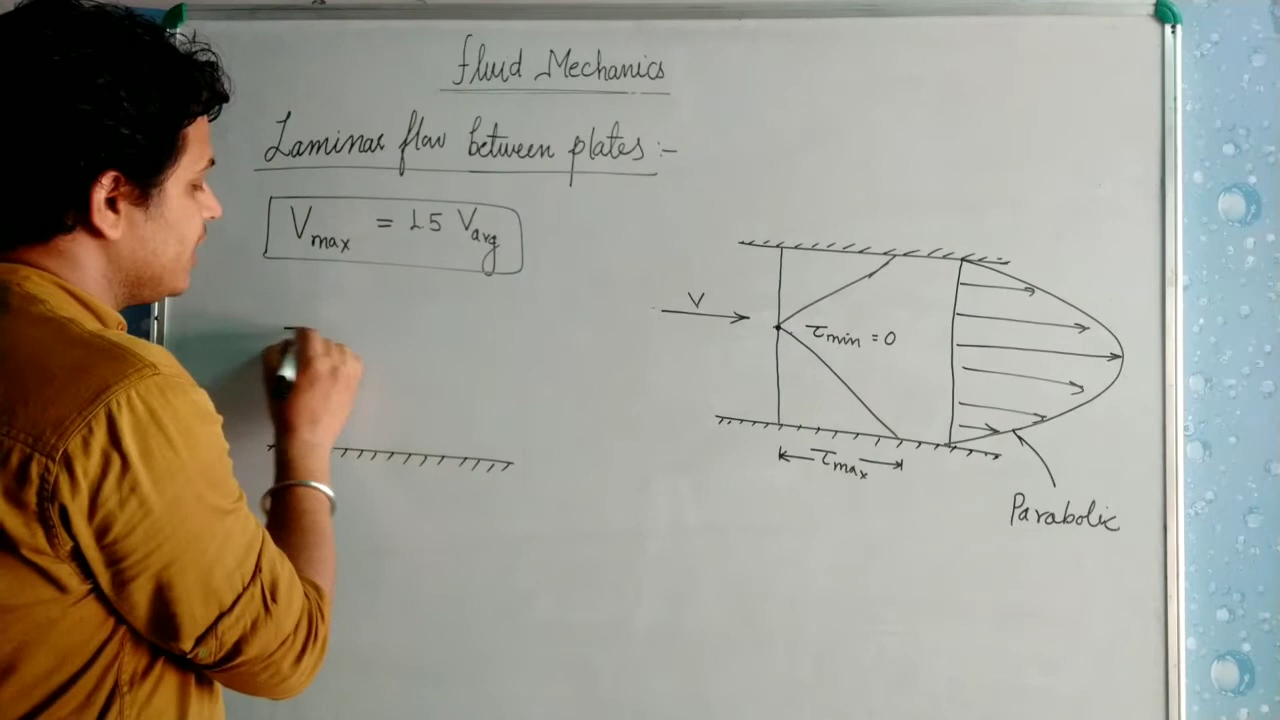 Fluid Mechanics
Laminar flow between plates :-
Vmax = 1.5 Vavg
V
τmin = 0
τmax
Parabolic